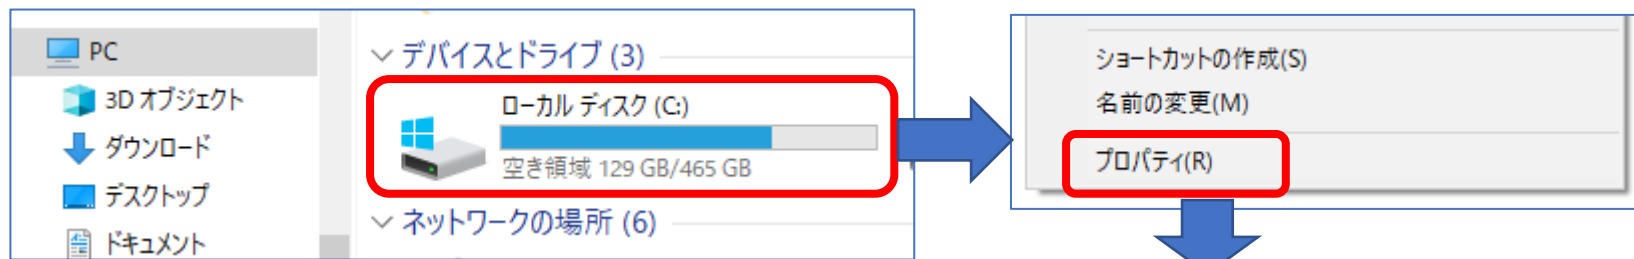 PC
3D オブジェクト
ダウンロード
デスクトップ
ドキュメント
デバイスとドライブ (3)
ローカル ディスク (C:)
空き領域 129 GB/465 GB
ネットワークの場所 (6)
ショートカットの作成(S)
名前の変更(M)
プロパティ(R)